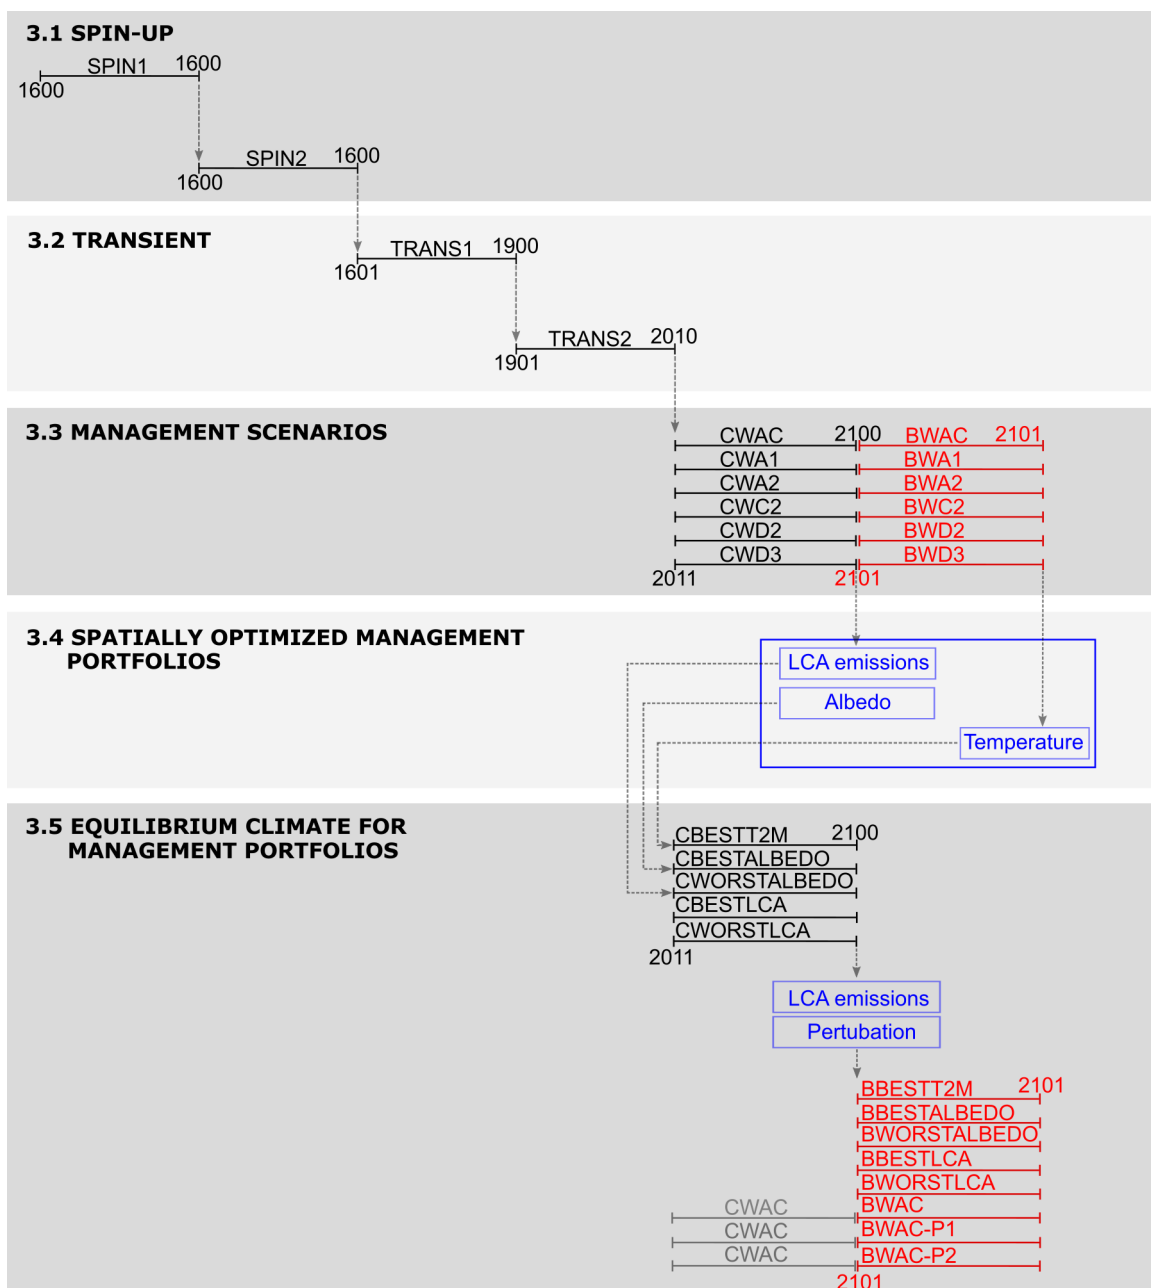 3.1 SPIN-UP
SPIN1
1600
1600
SPIN2
1600
1600
3.2 TRANSIENT
TRANS1
1900
1601
TRANS2
2010
1901
3.3 MANAGEMENT SCENARIOS
CWAC
2100
BWAC
2101
CWA1
BWA1
CWA2
BWA2
CWC2
BWC2
CWD2
BWD2
CWD3
BWD3
2011
2101
3.4 SPATIALLY OPTIMIZED MANAGEMENT
PORTFOLIOS
LCA emissions
Albedo
Temperature
3.5 EQUILIBRIUM CLIMATE FOR
MANAGEMENT PORTFOLIOS
CBESTT2M
2100
CBESTALBEDO
CWORSTALBEDO
CBESTLCA
CWORSTLCA
2011
LCA emissions
Pertubation
BBESTT2M
2101
BBESTALBEDO
BWORSTALBEDO
BBESTLCA
BWORSTLCA
CWAC
BWAC
CWAC
BWAC-P1
CWAC
BWAC-P2
2101